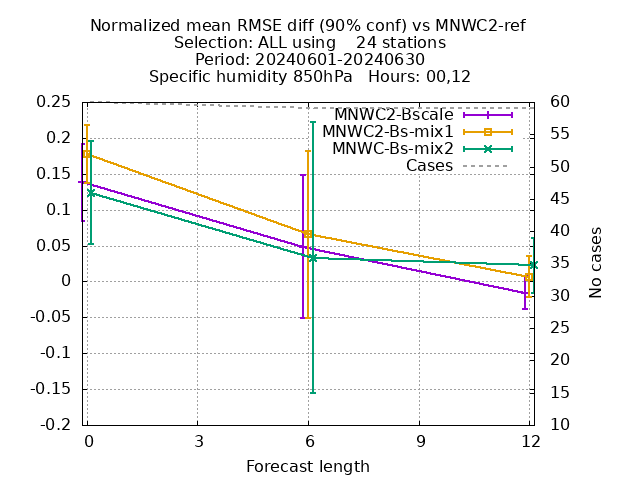 Normalized mean RMSE diff (90% conf) vs MNWC2-ref
Selection: ALL using    24 stations
Period: 20240601-20240630
Specific humidity 850hPa   Hours: 00,12
MNWC2-Bscale
MNWC2-Bs-mix1
MNWC-Bs-mix2
Cases
0.25
0.2
0.15
0.1
0.05
0
-0.05
-0.1
-0.15
-0.2
60
55
50
45
40
35
30
25
20
15
10
No cases
0
3
6
9
12
Forecast length